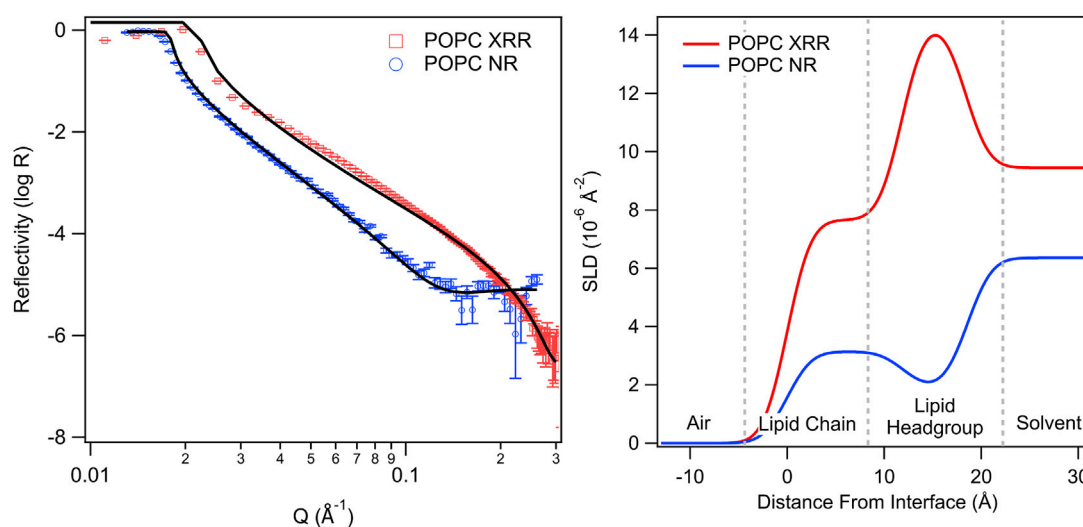 0
-2
-4
-6
-8
Reflectivity (log R)
POPC XRR
POPC NR
0.01
2
3
4
5
6
7
8
9
0.1
2
3
Q (Å⁻¹)
14
12
10
8
6
4
2
0
SLD (10⁻⁶ Å⁻²)
POPC XRR
POPC NR
Air
Lipid Chain
Lipid
Headgroup
Solvent
-10
0
10
20
30
Distance From Interface (Å)